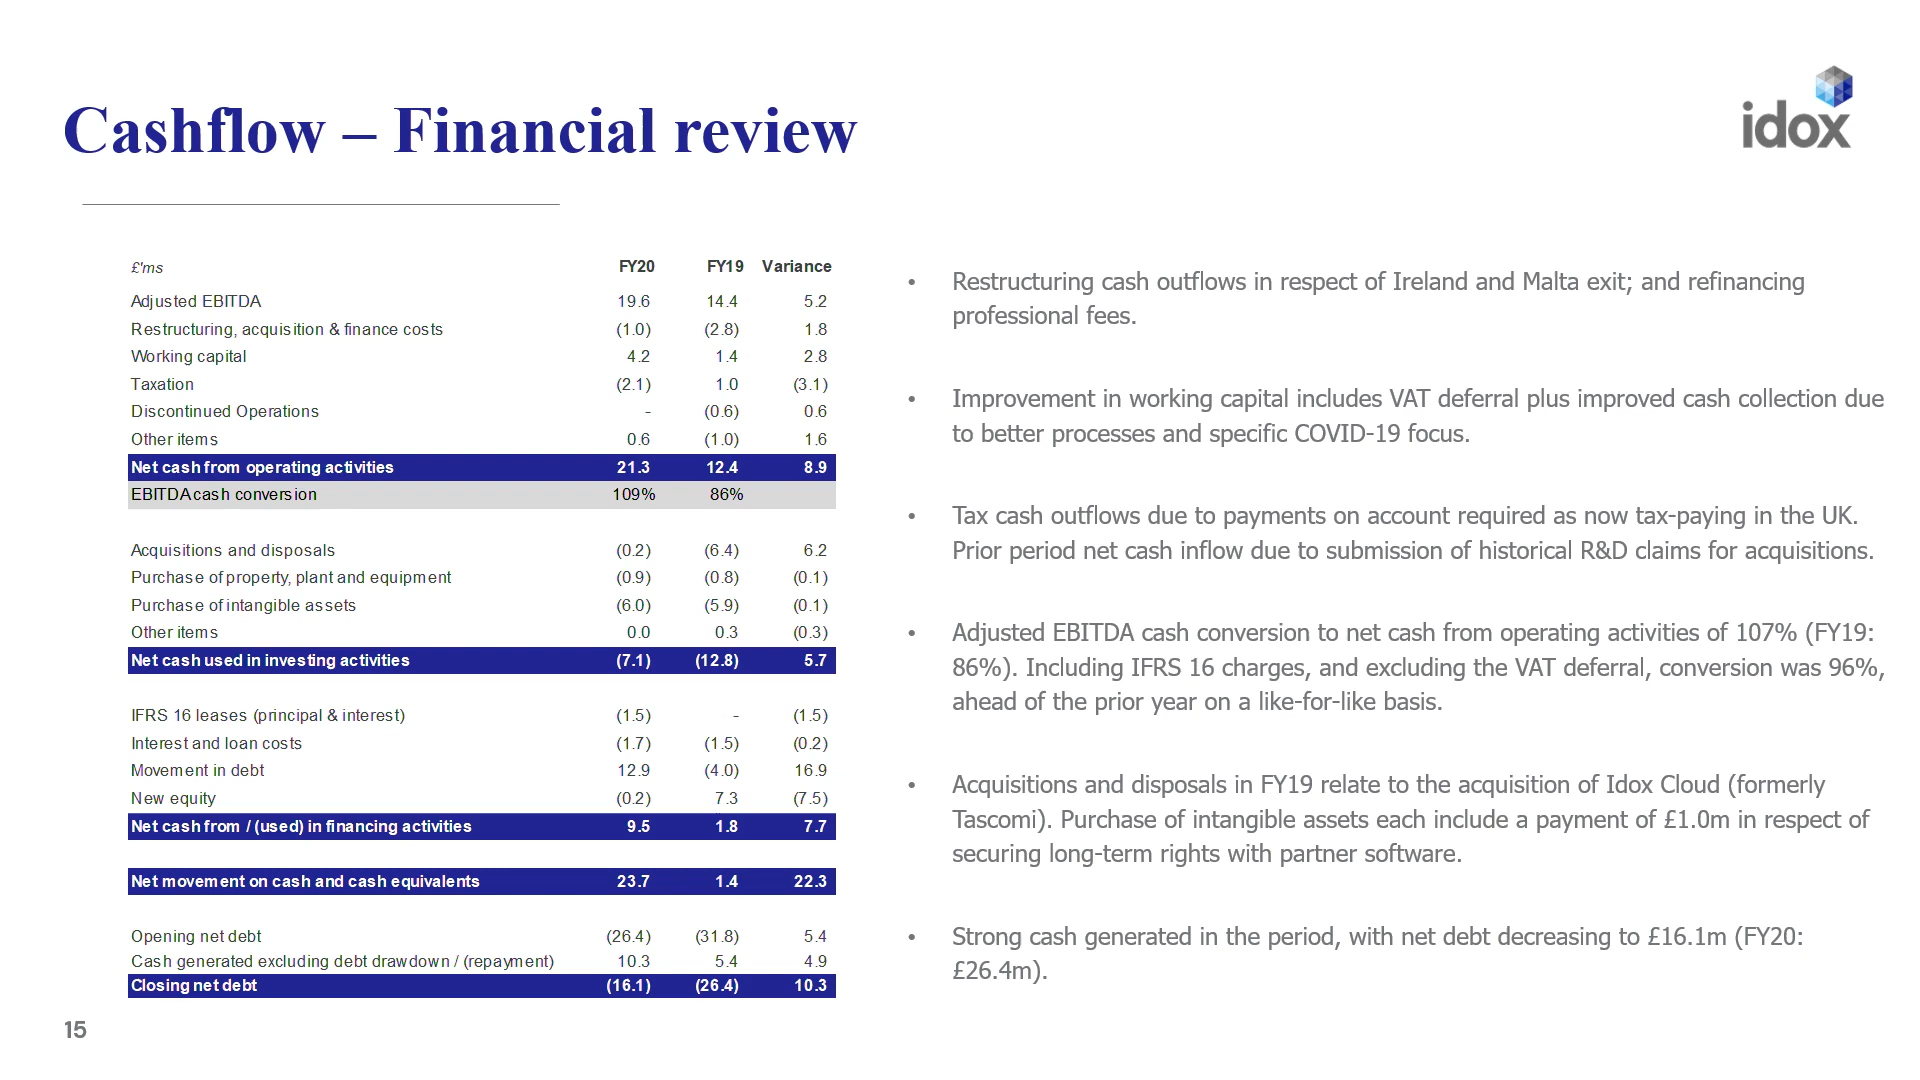 Cashflow – Financial review
idox
£'ms FY20 FY19 Variance
Adjusted EBITDA 19.6 14.4 5.2
Restructuring, acquisition & finance costs (1.0) (2.8) 1.8
Working capital 4.2 1.4 2.8
Taxation (2.1) 1.0 (3.1)
Discontinued Operations - (0.6) 0.6
Other items 0.6 (1.0) 1.6
Net cash from operating activities 21.3 12.4 8.9
EBITDA cash conversion 109% 86%
Acquisitions and disposals (0.2) (6.4) 6.2
Purchase of property, plant and equipment (0.9) (0.8) (0.1)
Purchase of intangible assets (6.0) (5.9) (0.1)
Other items 0.0 0.3 (0.3)
Net cash used in investing activities (7.1) (12.8) 5.7
IFRS 16 leases (principal & interest) (1.5) - (1.5)
Interest and loan costs (1.7) (1.5) (0.2)
Movement in debt 12.9 (4.0) 16.9
New equity (0.2) 7.3 (7.5)
Net cash from / (used) in financing activities 9.5 1.8 7.7
Net movement on cash and cash equivalents 23.7 1.4 22.3
Opening net debt (26.4) (31.8) 5.4
Cash generated excluding debt drawdown / (repayment) 10.3 5.4 4.9
Closing net debt (16.1) (26.4) 10.3
• Restructuring cash outflows in respect of Ireland and Malta exit; and refinancing
professional fees.
• Improvement in working capital includes VAT deferral plus improved cash collection due
to better processes and specific COVID-19 focus.
• Tax cash outflows due to payments on account required as now tax-paying in the UK.
Prior period net cash inflow due to submission of historical R&D claims for acquisitions.
• Adjusted EBITDA cash conversion to net cash from operating activities of 107% (FY19:
86%). Including IFRS 16 charges, and excluding the VAT deferral, conversion was 96%,
ahead of the prior year on a like-for-like basis.
• Acquisitions and disposals in FY19 relate to the acquisition of Idox Cloud (formerly
Tascomi). Purchase of intangible assets each include a payment of £1.0m in respect of
securing long-term rights with partner software.
• Strong cash generated in the period, with net debt decreasing to £16.1m (FY20:
£26.4m).
15